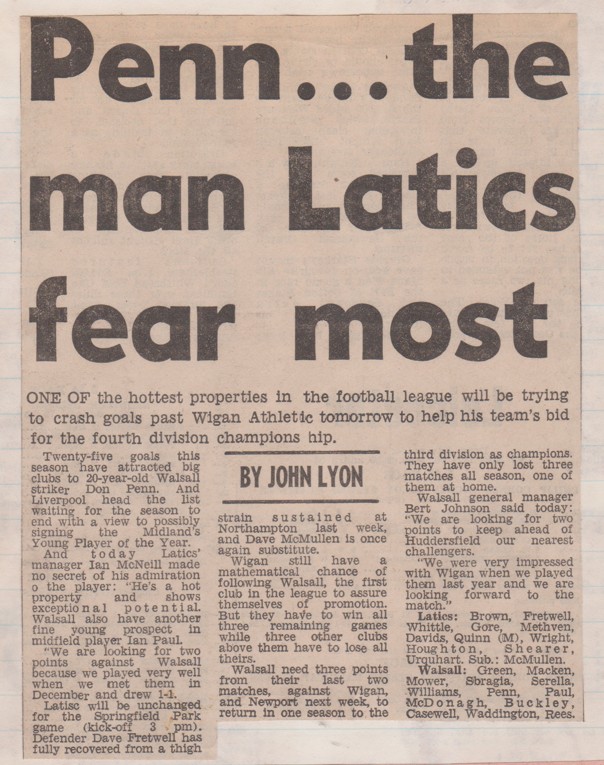 Penn...the
man Latics
fear most
ONE OF the hottest properties in the football league will be trying
to crash goals past Wigan Athletic tomorrow to help his team's bid
for the fourth division champions hip.
Twenty-five goals this
season have attracted big
clubs to 20-year-old Walsall
striker Don Penn. And
Liverpool head the list
waiting for the season to
end with a view to possibly
signing the Midland's
Young Player of the Year.
And today Latics'
manager Ian McNeill made
no secret of his admiration
o the player: "He's a hot
property and shows
exceptional potential.
Walsall also have another
fine young prospect in
midfield player Ian Paul.
"We are looking for two
points against Walsall
because we played very well
when we met them in
December and drew 1-1.
Latisc will be unchanged
for the Springfield Park
game (kick-off 3 pm).
Defender Dave Fretwell has
fully recovered from a thigh
BY JOHN LYON
strain sustained at
Northampton last week,
and Dave McMullen is once
again substitute.
Wigan still have a
mathematical chance of
following Walsall, the first
club in the league to assure
themselves of promotion.
But they have to win all
three remaining games
while three other clubs
above them have to lose all
theirs.
Walsall need three points
from their last two
matches, against Wigan,
and Newport next week, to
return in one season to the
third division as champions.
They have only lost three
matches all season, one of
them at home.
Walsall general manager
Bert Johnson said today:
"We are looking for two
points to keep ahead of
Huddersfield our nearest
challengers.
"We were very impressed
with Wigan when we played
them last year and we are
looking forward to the
match."
Latics: Brown, Fretwell,
Whittle, Gore, Methven,
Davids, Quinn (M), Wright,
Houghton, Shearer,
Urquhart. Sub.: McMullen.
Walsall: Green, Macken,
Mower, Sbragia, Serella,
Williams, Penn, Paul,
McDonagh, Buckley,
Casewell, Waddington, Rees.